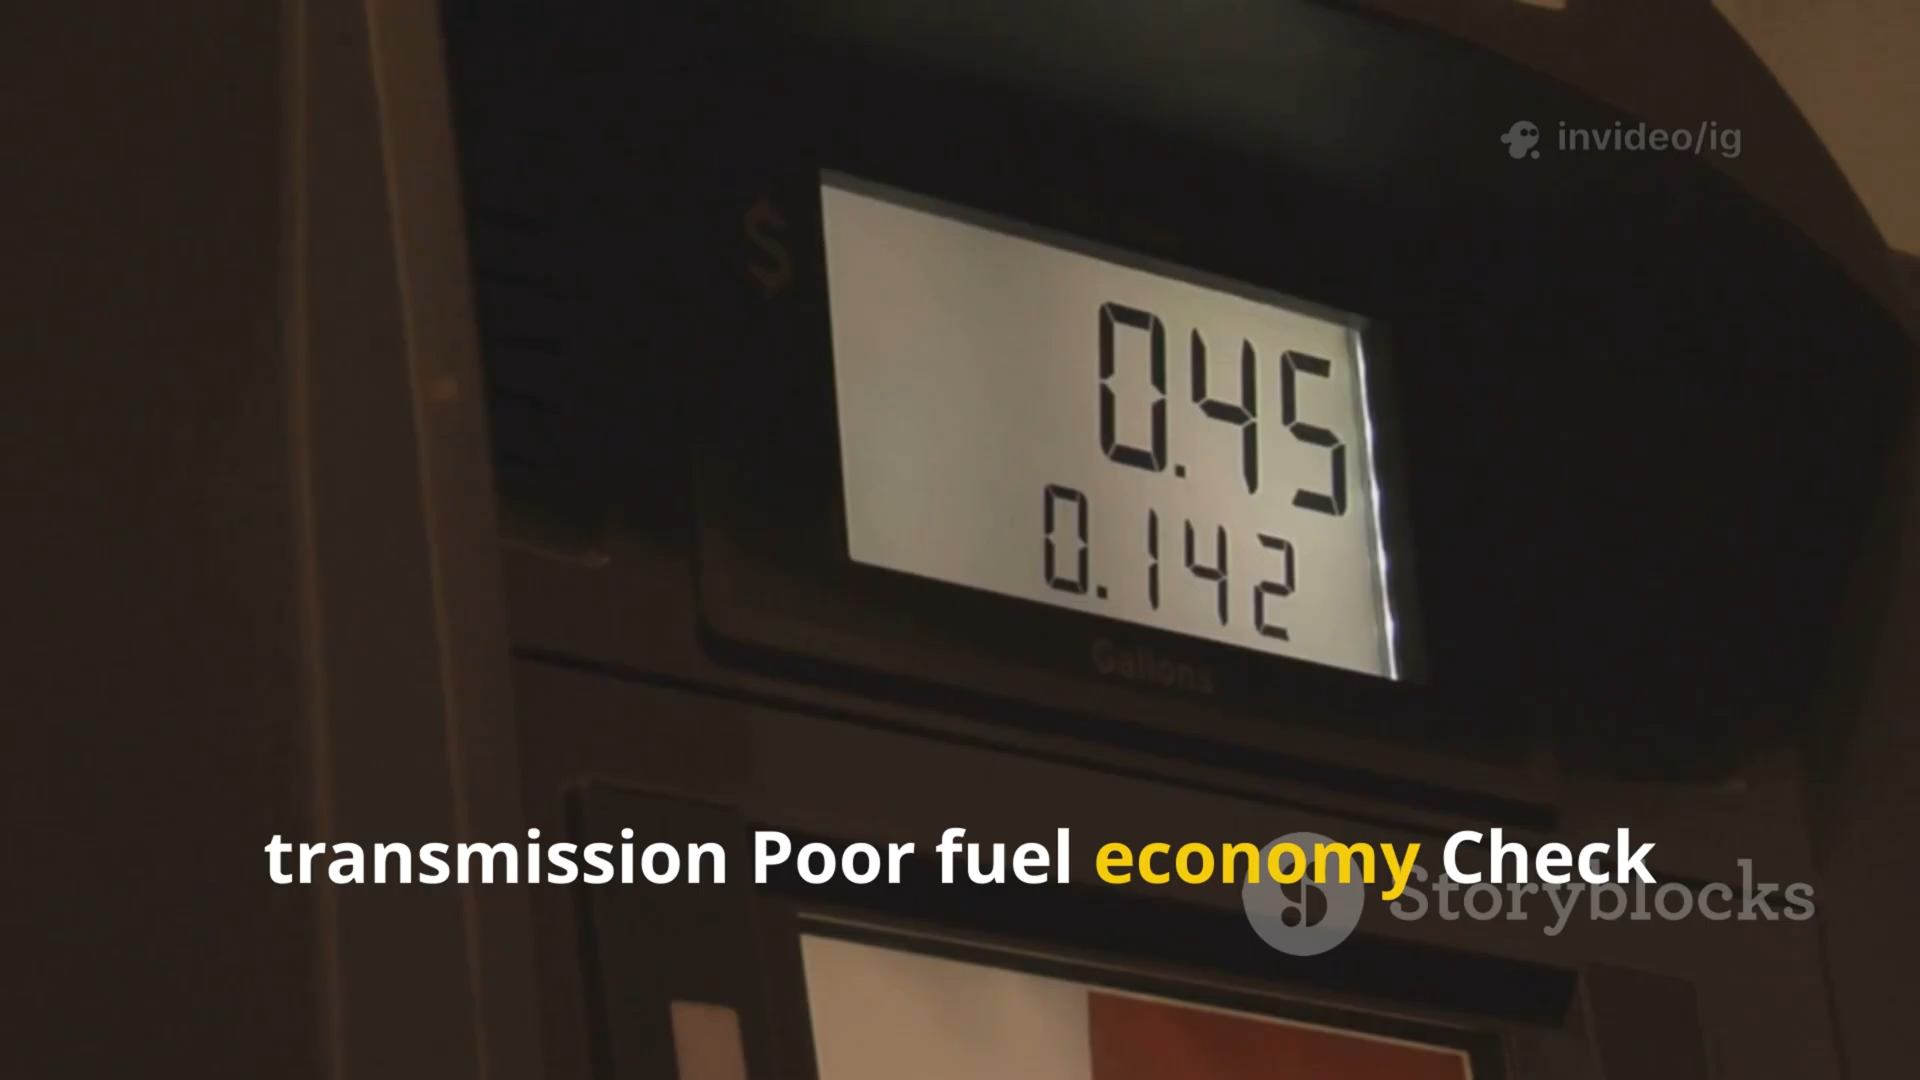 invideo/ig
$
0.45
0.142
Gallons
transmission Poor fuel economy Check
Storyblocks